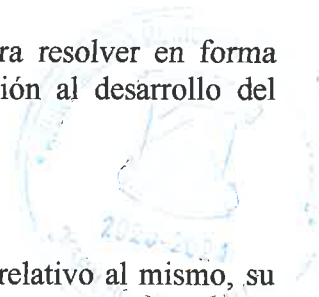 ra resolver en forma
ión al desarrollo del
relativo al mismo, su